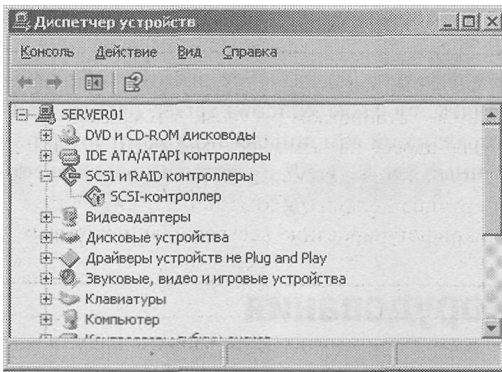 Диспетчер устройств
Консоль Действие Вид Справка
SERVER01
DVD и CD-ROM дисководы
IDE ATA/ATAPI контроллеры
SCSI и RAID контроллеры
SCSI-контроллер
Видеоадаптеры
Дисковые устройства
Драйверы устройств не Plug and Play
Звуковые, видео и игровые устройства
Клавиатуры
Компьютер